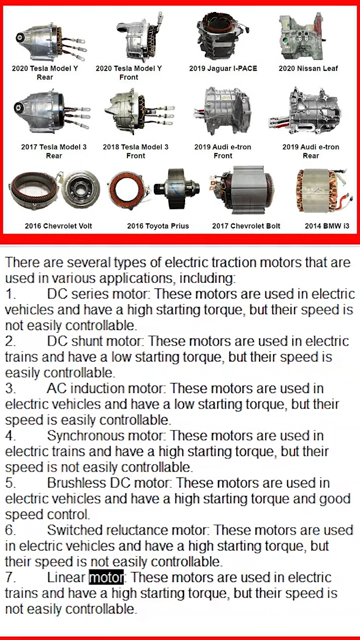 2020 Tesla Model Y
Rear
2020 Tesla Model Y
Front
2019 Jaguar I-PACE
2020 Nissan Leaf
2017 Tesla Model 3
Rear
2018 Tesla Model 3
Front
2019 Audi e-tron
Front
2019 Audi e-tron
Rear
2016 Chevrolet Volt
2016 Toyota Prius
2017 Chevrolet Bolt
2014 BMW i3
There are several types of electric traction motors that are
used in various applications, including:
1. DC series motor: These motors are used in electric
vehicles and have a high starting torque, but their speed is
not easily controllable.
2. DC shunt motor: These motors are used in electric
trains and have a low starting torque, but their speed is
easily controllable.
3. AC induction motor: These motors are used in
electric vehicles and have a low starting torque, but their
speed is easily controllable.
4. Synchronous motor: These motors are used in
electric trains and have a high starting torque, but their
speed is not easily controllable.
5. Brushless DC motor: These motors are used in
electric vehicles and have a high starting torque and good
speed control.
6. Switched reluctance motor: These motors are used
in electric vehicles and have a high starting torque, but
their speed is not easily controllable.
7. Linear motor: These motors are used in electric
trains and have a high starting torque, but their speed is
not easily controllable.